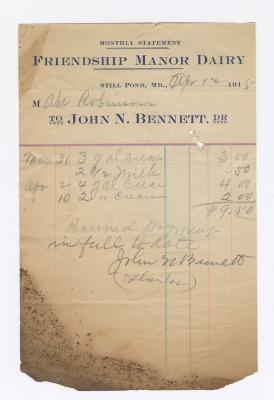 MONTHLY STATEMENT
FRIENDSHIP MANOR DAIRY
STILL POND, MD., Apr 12 1915
M Abe Robinson
TO JOHN N. BENNETT, DR
Mar 31 3 gal cream 3 00
2 1/2 " milk 50
Apr 2 4 gal cream 4 00
10 2 " cream 2 00
$9.50
Received payment
in full to date
John N Bennett
(Thanks)